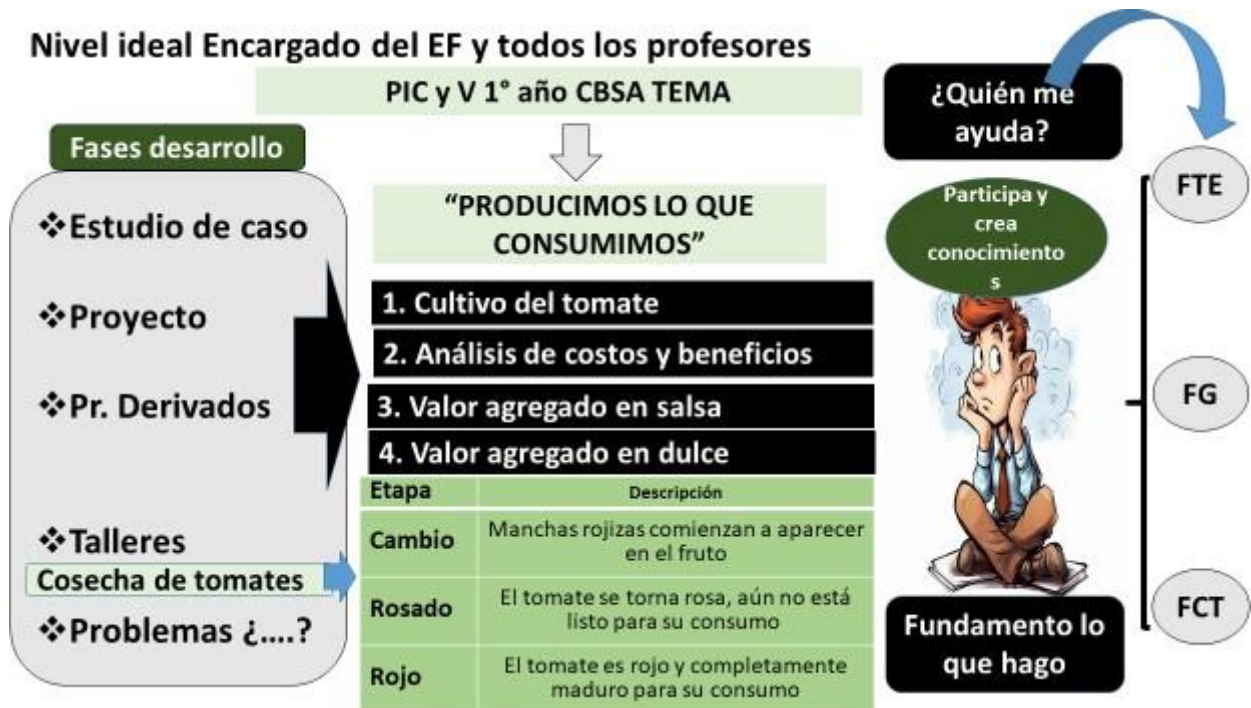 Nivel ideal Encargado del EF y todos los profesores
PIC y V 1° año CBSA TEMA
¿Quién me
ayuda?
Fases desarrollo
❖Estudio de caso
❖Proyecto
❖Pr. Derivados
❖Talleres
Cosecha de tomates
❖Problemas ¿....?
“PRODUCIMOS LO QUE
CONSUMIMOS”
1. Cultivo del tomate
2. Análisis de costos y beneficios
3. Valor agregado en salsa
4. Valor agregado en dulce
Etapa Descripción
Cambio Manchas rojizas comienzan a aparecer
en el fruto
Rosado El tomate se torna rosa, aún no está
listo para su consumo
Rojo El tomate es rojo y completamente
maduro para su consumo
Participa y
crea
conocimiento
s
Fundamento lo
que hago
FTE
FG
FCT